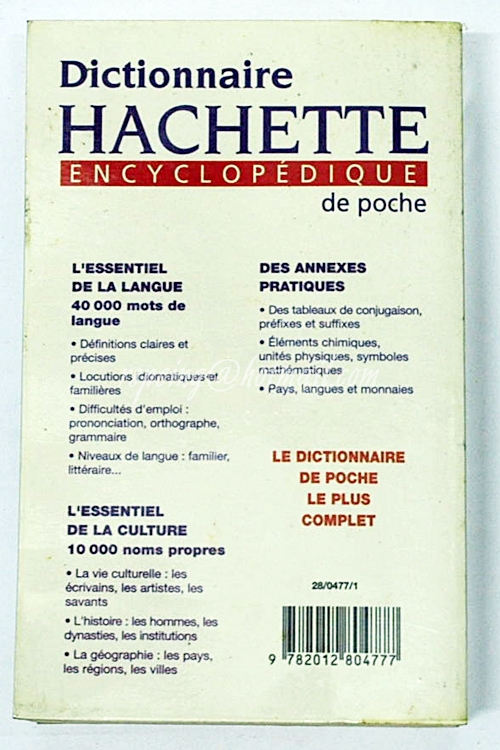 Dictionnaire
HACHETTE
ENCYCLOPÉDIQUE
de poche
L'ESSENTIEL
DE LA LANGUE
40 000 mots de
langue
• Définitions claires et
précises
• Locutions idiomatiques et
familières
• Difficultés d'emploi :
prononciation, orthographe,
grammaire
• Niveaux de langue : familier,
littéraire...
L'ESSENTIEL
DE LA CULTURE
10 000 noms propres
• La vie culturelle : les
écrivains, les artistes, les
savants
• L'histoire : les hommes, les
dynasties, les institutions
• La géographie : les pays,
les régions, les villes
DES ANNEXES
PRATIQUES
• Des tableaux de conjugaison,
préfixes et suffixes
• Éléments chimiques,
unités physiques, symboles
mathématiques
• Pays, langues et monnaies
LE DICTIONNAIRE
DE POCHE
LE PLUS
COMPLET
28/0477/1
9 782012 804777